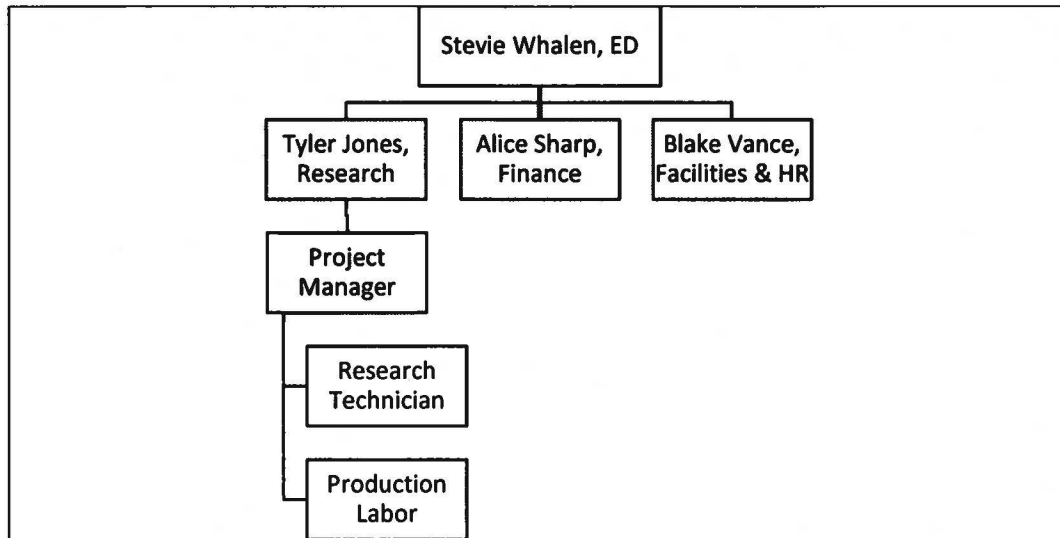 Stevie Whalen, ED
Tyler Jones,
Research
Alice Sharp,
Finance
Blake Vance,
Facilities & HR
Project
Manager
Research
Technician
Production
Labor